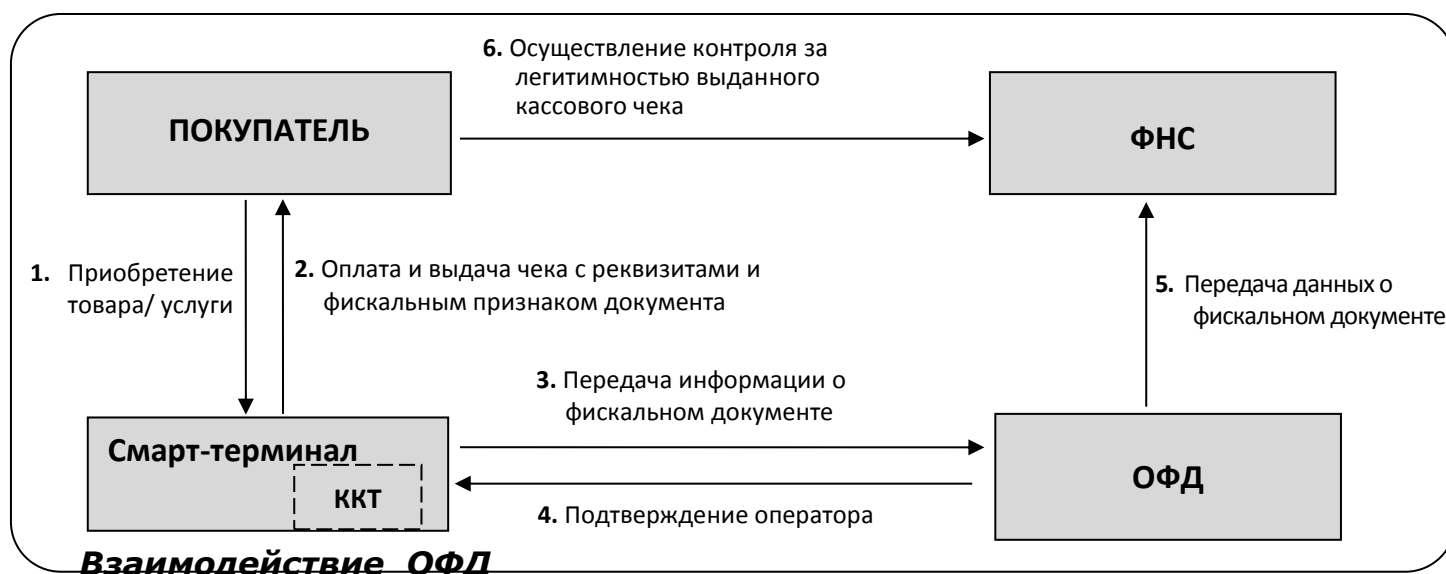 6. Осуществление контроля за
легитимностью выданного
кассового чека
ПОКУПАТЕЛЬ
ФНС
1. Приобретение
товара/ услуги
2. Оплата и выдача чека с реквизитами и
фискальным признаком документа
5. Передача данных о
фискальном документе
3. Передача информации о
фискальном документе
Смарт-терминал
ККТ
ОФД
4. Подтверждение оператора
Взаимодействие ОФД